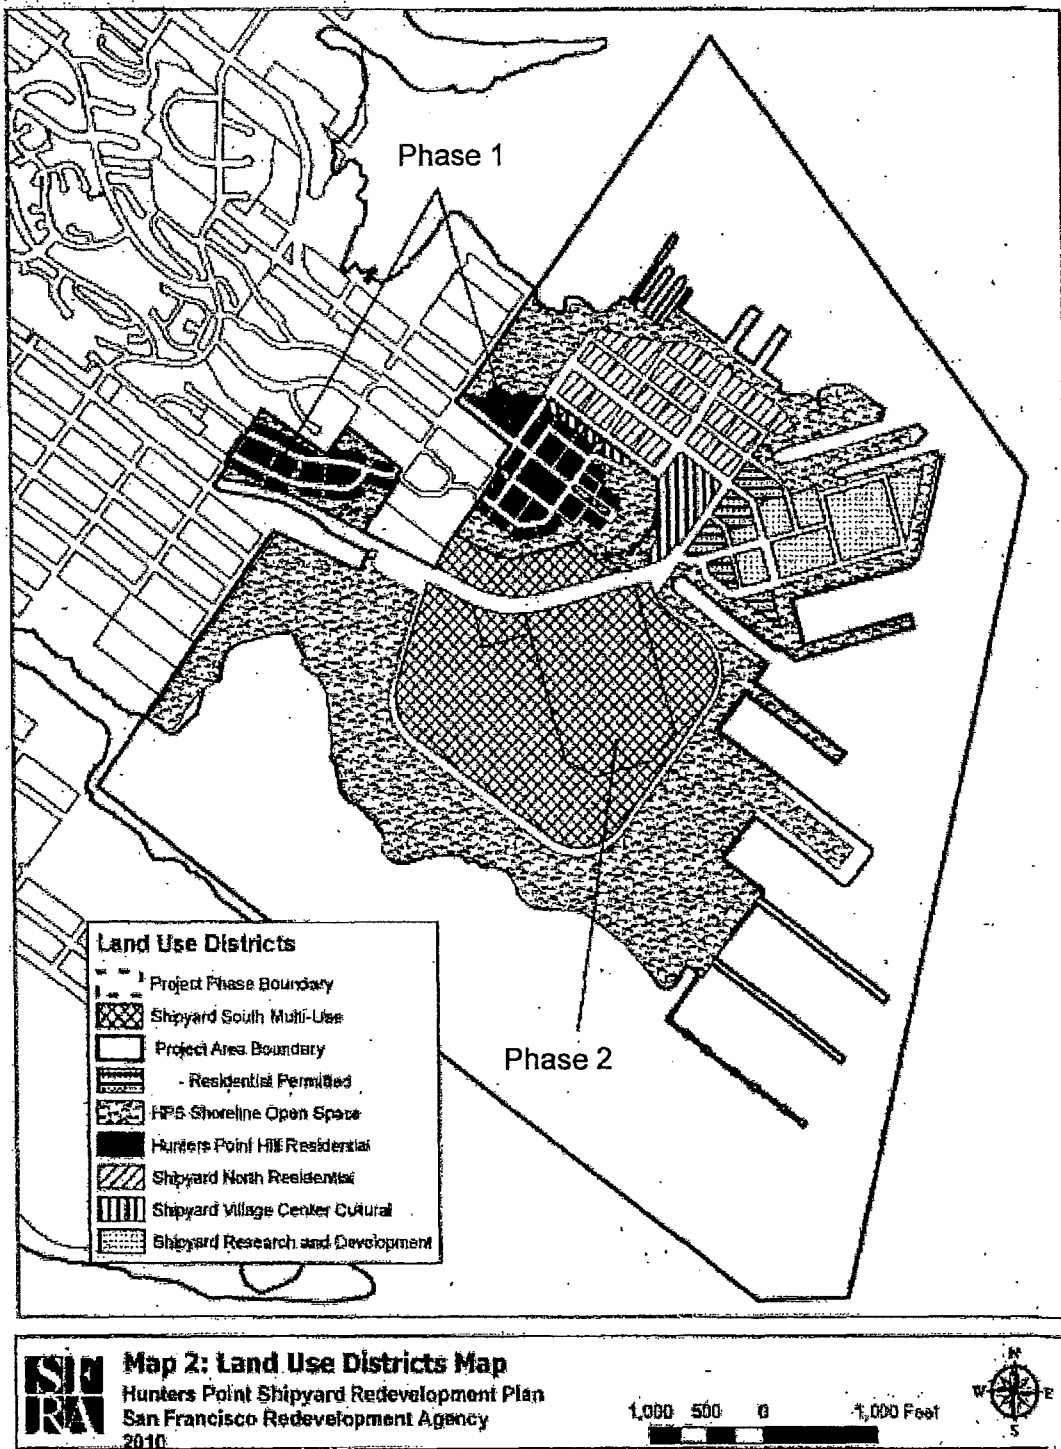 Phase 1
Phase 2
Land Use Districts
Project Phase Boundary
Shipyard South Multi-Use
Project Area Boundary
- Residential Permitted
HPS Shoreline Open Space
Hunters Point Hill Residential
Shipyard North Residential
Shipyard Village Center Cultural
Shipyard Research and Development
SF
RA
Map 2: Land Use Districts Map
Hunters Point Shipyard Redevelopment Plan
San Francisco Redevelopment Agency
2010
1,000 500 0 1,000 Feet
N
W E
S